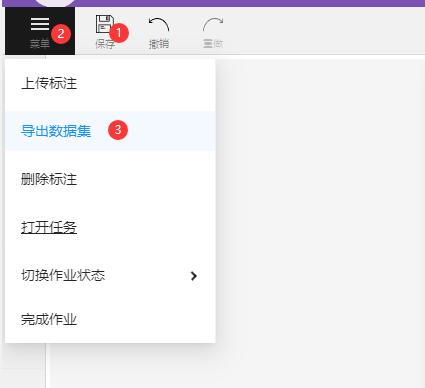 菜单 2 保存 1 撤销 重做
上传标注
导出数据集 3
删除标注
打开任务
切换作业状态
完成作业